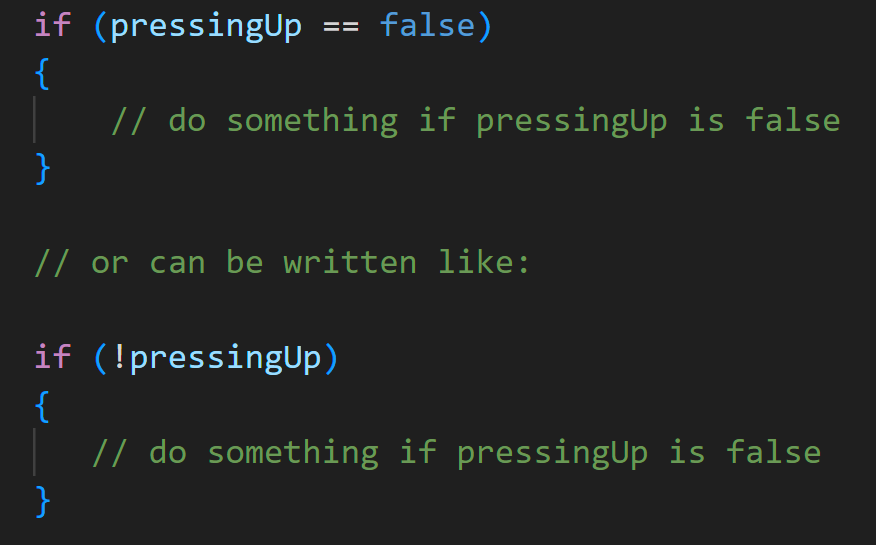 if (pressingUp == false)
{
// do something if pressingUp is false
}
// or can be written like:
if (!pressingUp)
{
// do something if pressingUp is false
}